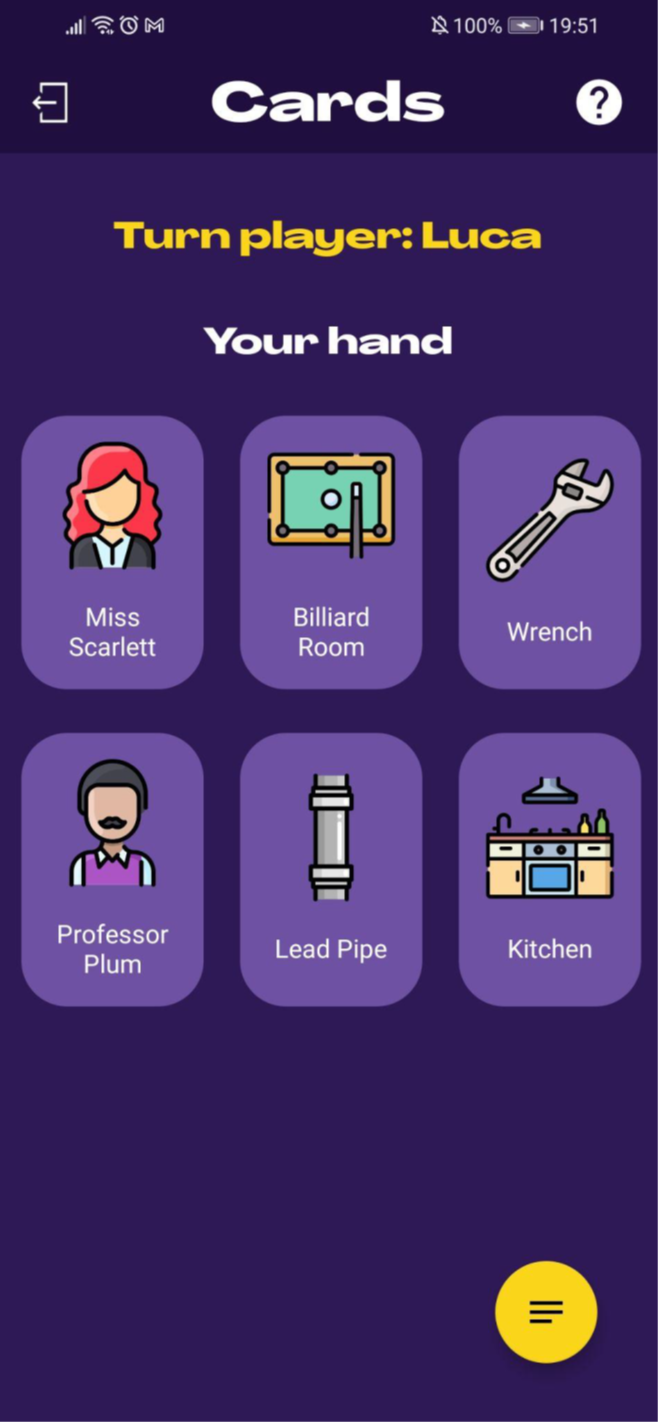 100% 19:51
Cards
Turn player: Luca
Your hand
Miss
Scarlett
Billiard
Room
Wrench
Professor
Plum
Lead Pipe
Kitchen